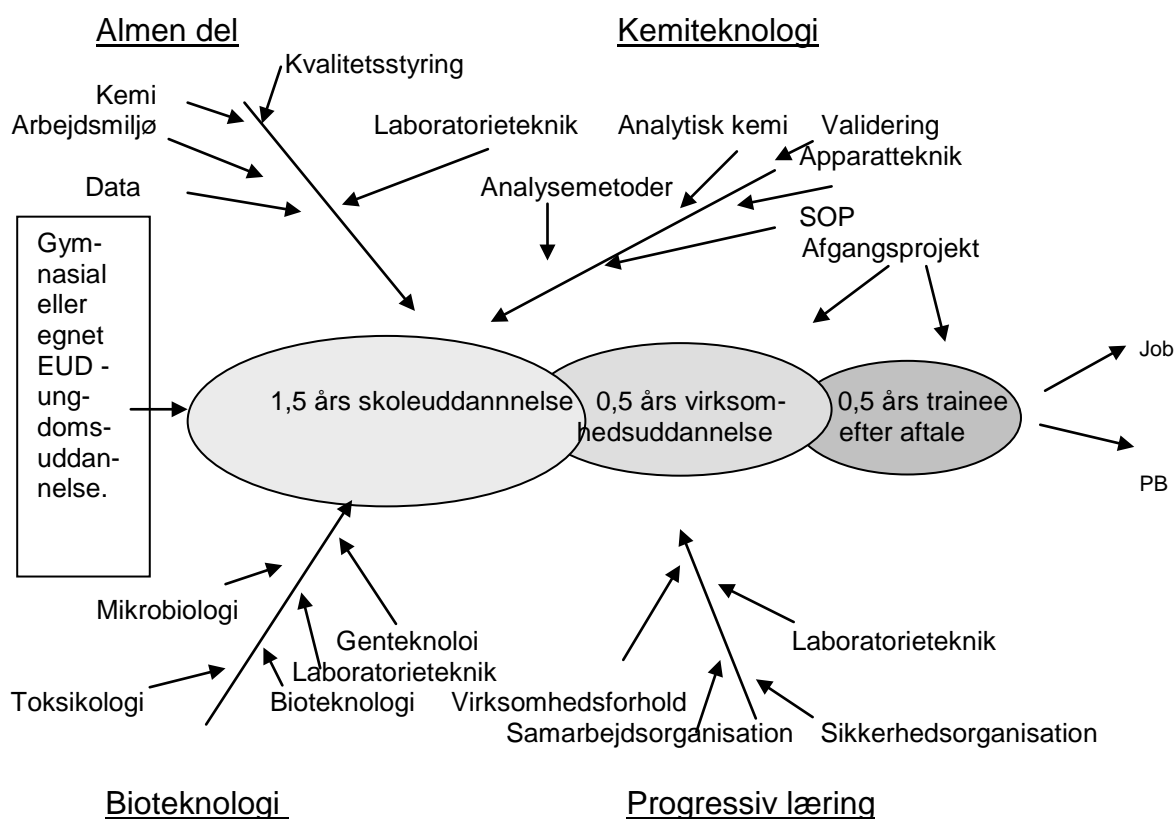 Almen del
Kemiteknologi
Kvalitetsstyring
Kemi
Arbejdsmiljø
Laboratorieteknik
Analytisk kemi
Validering
Apparatteknik
Data
Analysemetoder
SOP
Afgangsprojekt
Gym-
nasial
eller
egnet
EUD -
ung-
doms-
uddan-
nelse.
1,5 års skoleuddannnelse
0,5 års virksom-
hedsuddannelse
0,5 års trainee
efter aftale
Job
PB
Mikrobiologi
Genteknoloi
Laboratorieteknik
Bioteknologi
Toksikologi
Laboratorieteknik
Virksomhedsforhold
Samarbejdsorganisation
Sikkerhedsorganisation
Bioteknologi
Progressiv læring